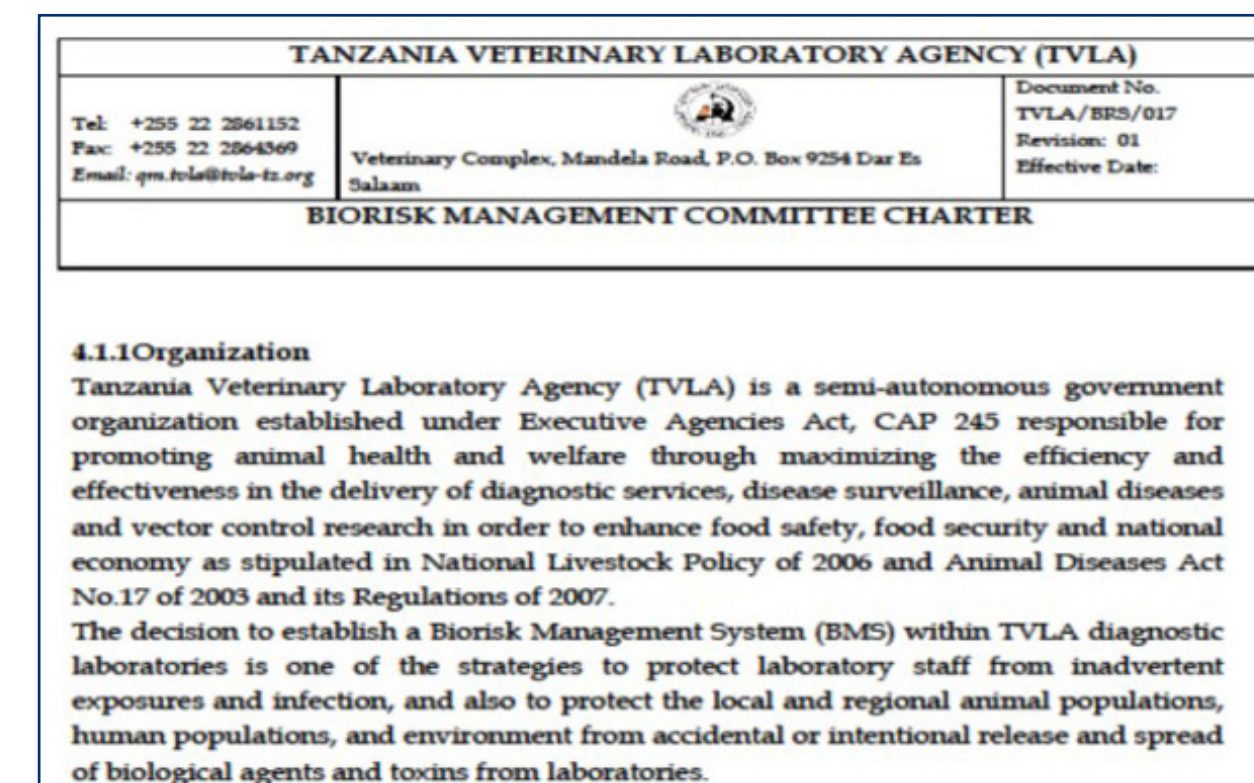 TANZANIA VETERINARY LABORATORY AGENCY (TVLA)
Tel: +255 22 2861152
Fax: +255 22 2864369
Email: qm.tvla@tvla-tz.org
Veterinary Complex, Mandela Road, P.O. Box 9254 Dar Es
Salaam
Document No.
TVLA/BRS/017
Revision: 01
Effective Date:
BIORISK MANAGEMENT COMMITTEE CHARTER
4.1.1Organization
Tanzania Veterinary Laboratory Agency (TVLA) is a semi-autonomous government
organization established under Executive Agencies Act, CAP 245 responsible for
promoting animal health and welfare through maximizing the efficiency and
effectiveness in the delivery of diagnostic services, disease surveillance, animal diseases
and vector control research in order to enhance food safety, food security and national
economy as stipulated in National Livestock Policy of 2006 and Animal Diseases Act
No.17 of 2003 and its Regulations of 2007.
The decision to establish a Biorisk Management System (BMS) within TVLA diagnostic
laboratories is one of the strategies to protect laboratory staff from inadvertent
exposures and infection, and also to protect the local and regional animal populations,
human populations, and environment from accidental or intentional release and spread
of biological agents and toxins from laboratories.